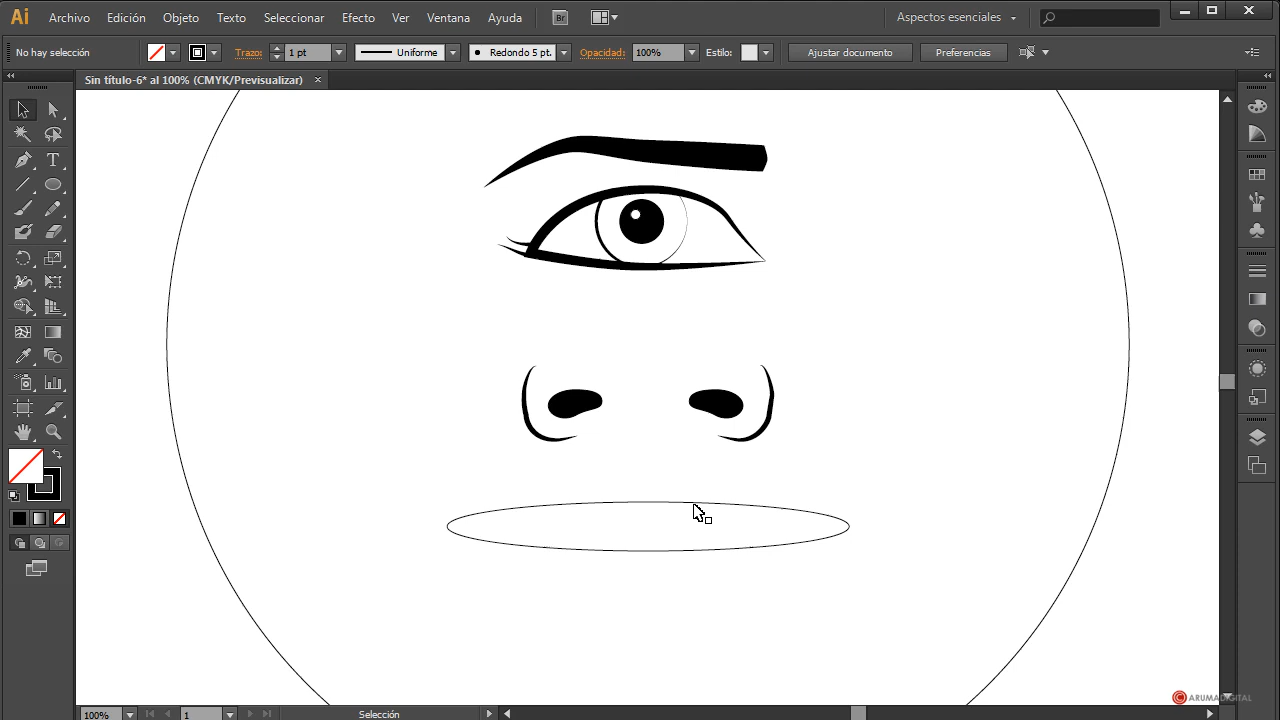 Ai Archivo Edición Objeto Texto Seleccionar Efecto Ver Ventana Ayuda Br Aspectos esenciales
No hay selección Trazo: 1 pt Uniforme Redondo 5 pt. Opacidad: 100% Estilo: Ajustar documento Preferencias
Sin título-6* al 100% (CMYK/Previsualizar)
T
C ARUMADIGITAL
100% 1 Selección